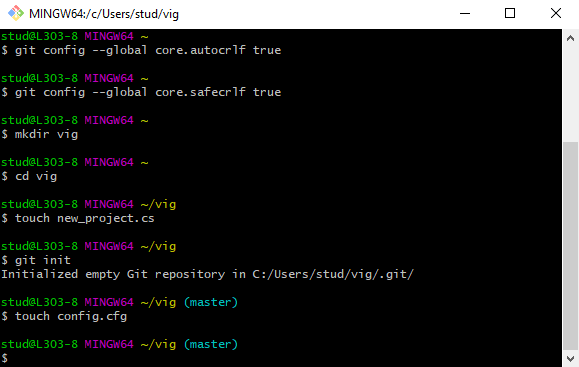 MINGW64:/c/Users/stud/vig
stud@L303-8 MINGW64 ~
$ git config --global core.autocrlf true
stud@L303-8 MINGW64 ~
$ git config --global core.safecrlf true
stud@L303-8 MINGW64 ~
$ mkdir vig
stud@L303-8 MINGW64 ~
$ cd vig
stud@L303-8 MINGW64 ~/vig
$ touch new_project.cs
stud@L303-8 MINGW64 ~/vig
$ git init
Initialized empty Git repository in C:/Users/stud/vig/.git/
stud@L303-8 MINGW64 ~/vig (master)
$ touch config.cfg
stud@L303-8 MINGW64 ~/vig (master)
$